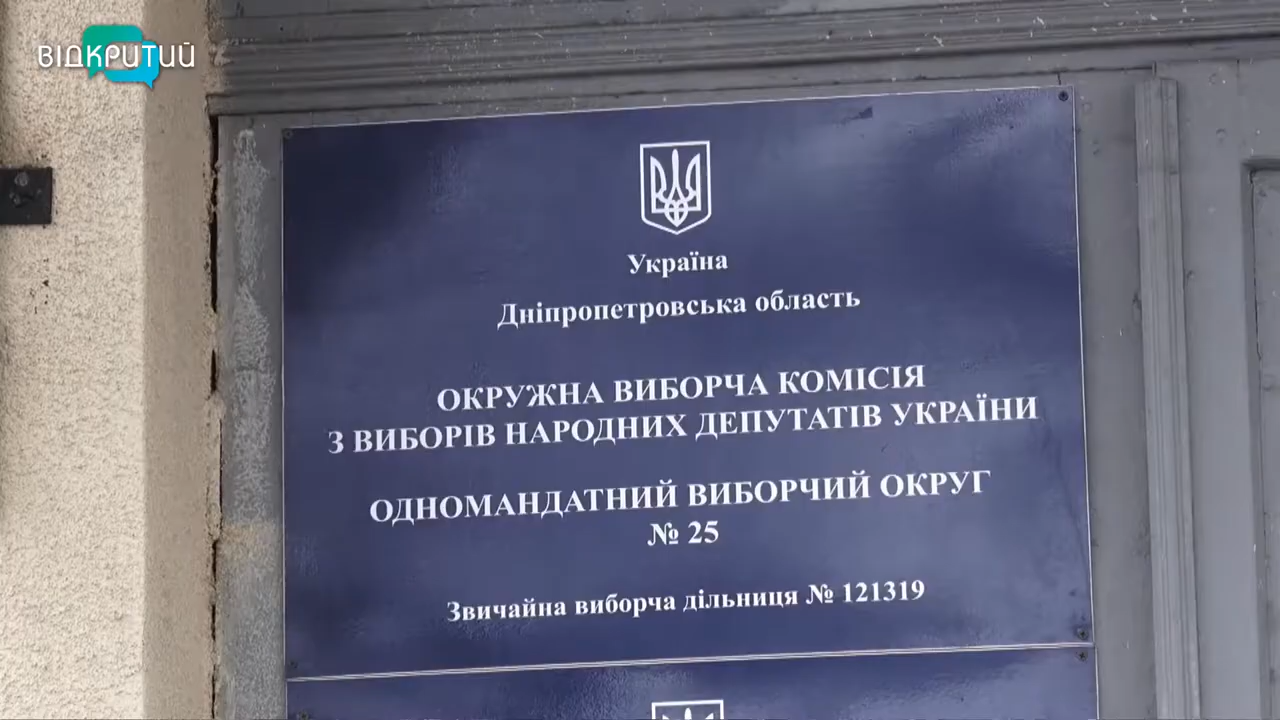 ВІДКРИТИЙ
Україна
Дніпропетровська область
ОКРУЖНА ВИБОРЧА КОМІСІЯ
З ВИБОРІВ НАРОДНИХ ДЕПУТАТІВ УКРАЇНИ
ОДНОМАНДАТНИЙ ВИБОРЧИЙ ОКРУГ
№ 25
Звичайна виборча дільниця № 121319